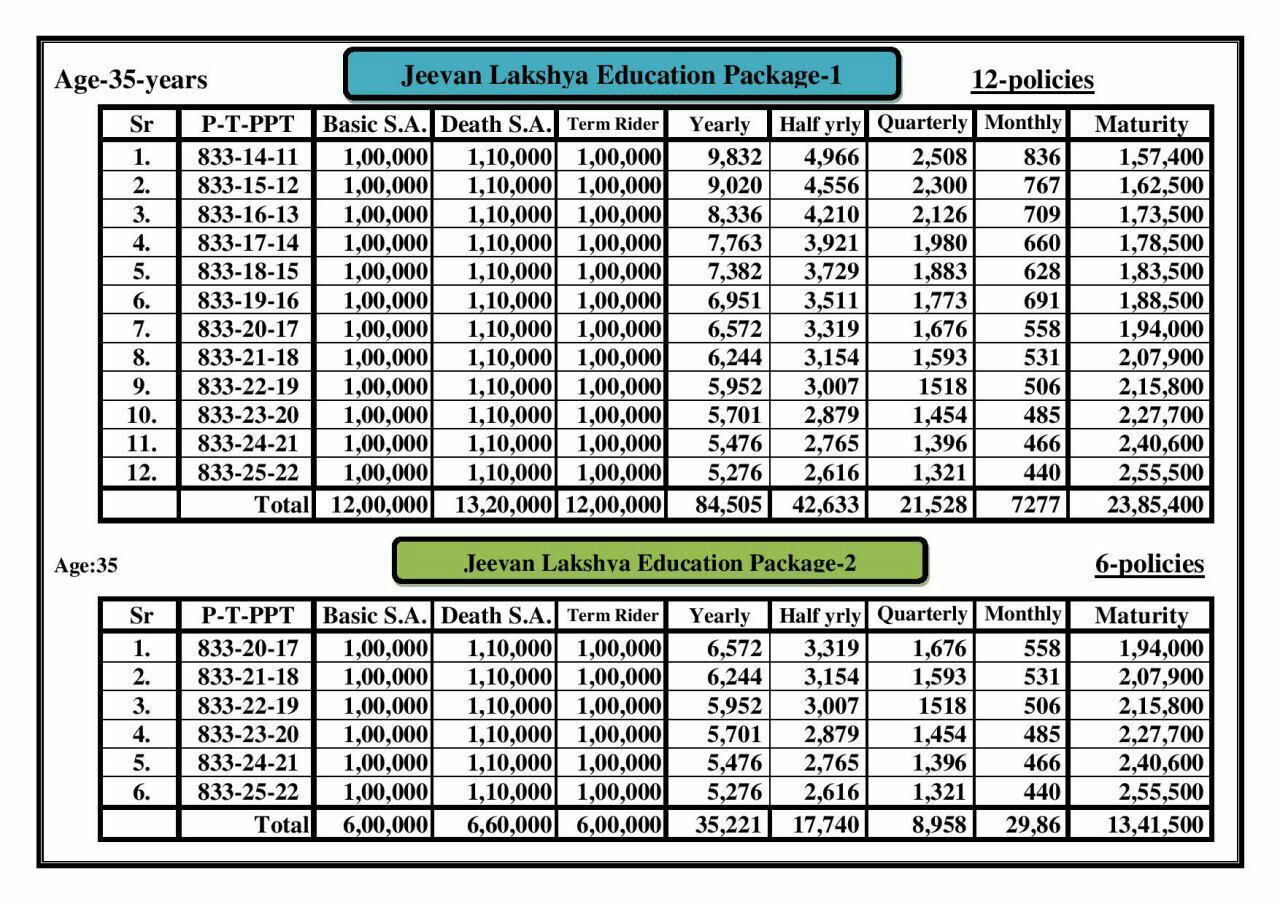 Age-35-years Jeevan Lakshya Education Package-1 12-policies
Sr P-T-PPT Basic S.A. Death S.A. Term Rider Yearly Half yrly Quarterly Monthly Maturity
1. 833-14-11 1,00,000 1,10,000 1,00,000 9,832 4,966 2,508 836 1,57,400
2. 833-15-12 1,00,000 1,10,000 1,00,000 9,020 4,556 2,300 767 1,62,500
3. 833-16-13 1,00,000 1,10,000 1,00,000 8,336 4,210 2,126 709 1,73,500
4. 833-17-14 1,00,000 1,10,000 1,00,000 7,763 3,921 1,980 660 1,78,500
5. 833-18-15 1,00,000 1,10,000 1,00,000 7,382 3,729 1,883 628 1,83,500
6. 833-19-16 1,00,000 1,10,000 1,00,000 6,951 3,511 1,773 691 1,88,500
7. 833-20-17 1,00,000 1,10,000 1,00,000 6,572 3,319 1,676 558 1,94,000
8. 833-21-18 1,00,000 1,10,000 1,00,000 6,244 3,154 1,593 531 2,07,900
9. 833-22-19 1,00,000 1,10,000 1,00,000 5,952 3,007 1518 506 2,15,800
10. 833-23-20 1,00,000 1,10,000 1,00,000 5,701 2,879 1,454 485 2,27,700
11. 833-24-21 1,00,000 1,10,000 1,00,000 5,476 2,765 1,396 466 2,40,600
12. 833-25-22 1,00,000 1,10,000 1,00,000 5,276 2,616 1,321 440 2,55,500
Total 12,00,000 13,20,000 12,00,000 84,505 42,633 21,528 7277 23,85,400
Age:35 Jeevan Lakshya Education Package-2 6-policies
Sr P-T-PPT Basic S.A. Death S.A. Term Rider Yearly Half yrly Quarterly Monthly Maturity
1. 833-20-17 1,00,000 1,10,000 1,00,000 6,572 3,319 1,676 558 1,94,000
2. 833-21-18 1,00,000 1,10,000 1,00,000 6,244 3,154 1,593 531 2,07,900
3. 833-22-19 1,00,000 1,10,000 1,00,000 5,952 3,007 1518 506 2,15,800
4. 833-23-20 1,00,000 1,10,000 1,00,000 5,701 2,879 1,454 485 2,27,700
5. 833-24-21 1,00,000 1,10,000 1,00,000 5,476 2,765 1,396 466 2,40,600
6. 833-25-22 1,00,000 1,10,000 1,00,000 5,276 2,616 1,321 440 2,55,500
Total 6,00,000 6,60,000 6,00,000 35,221 17,740 8,958 29,86 13,41,500